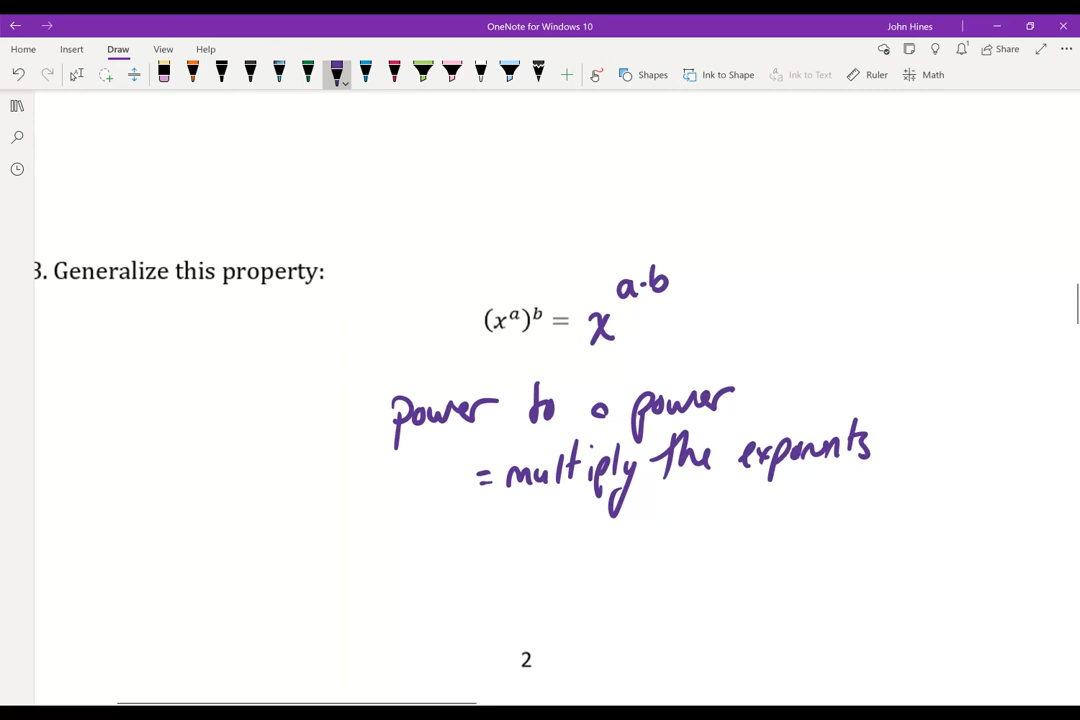 OneNote for Windows 10
John Hines
Home Insert Draw View Help
Share
Shapes Ink to Shape Ink to Text Ruler Math
3. Generalize this property:
(xᵃ)ᵇ = x^(a·b)
power to a power
= multiply the exponents
2